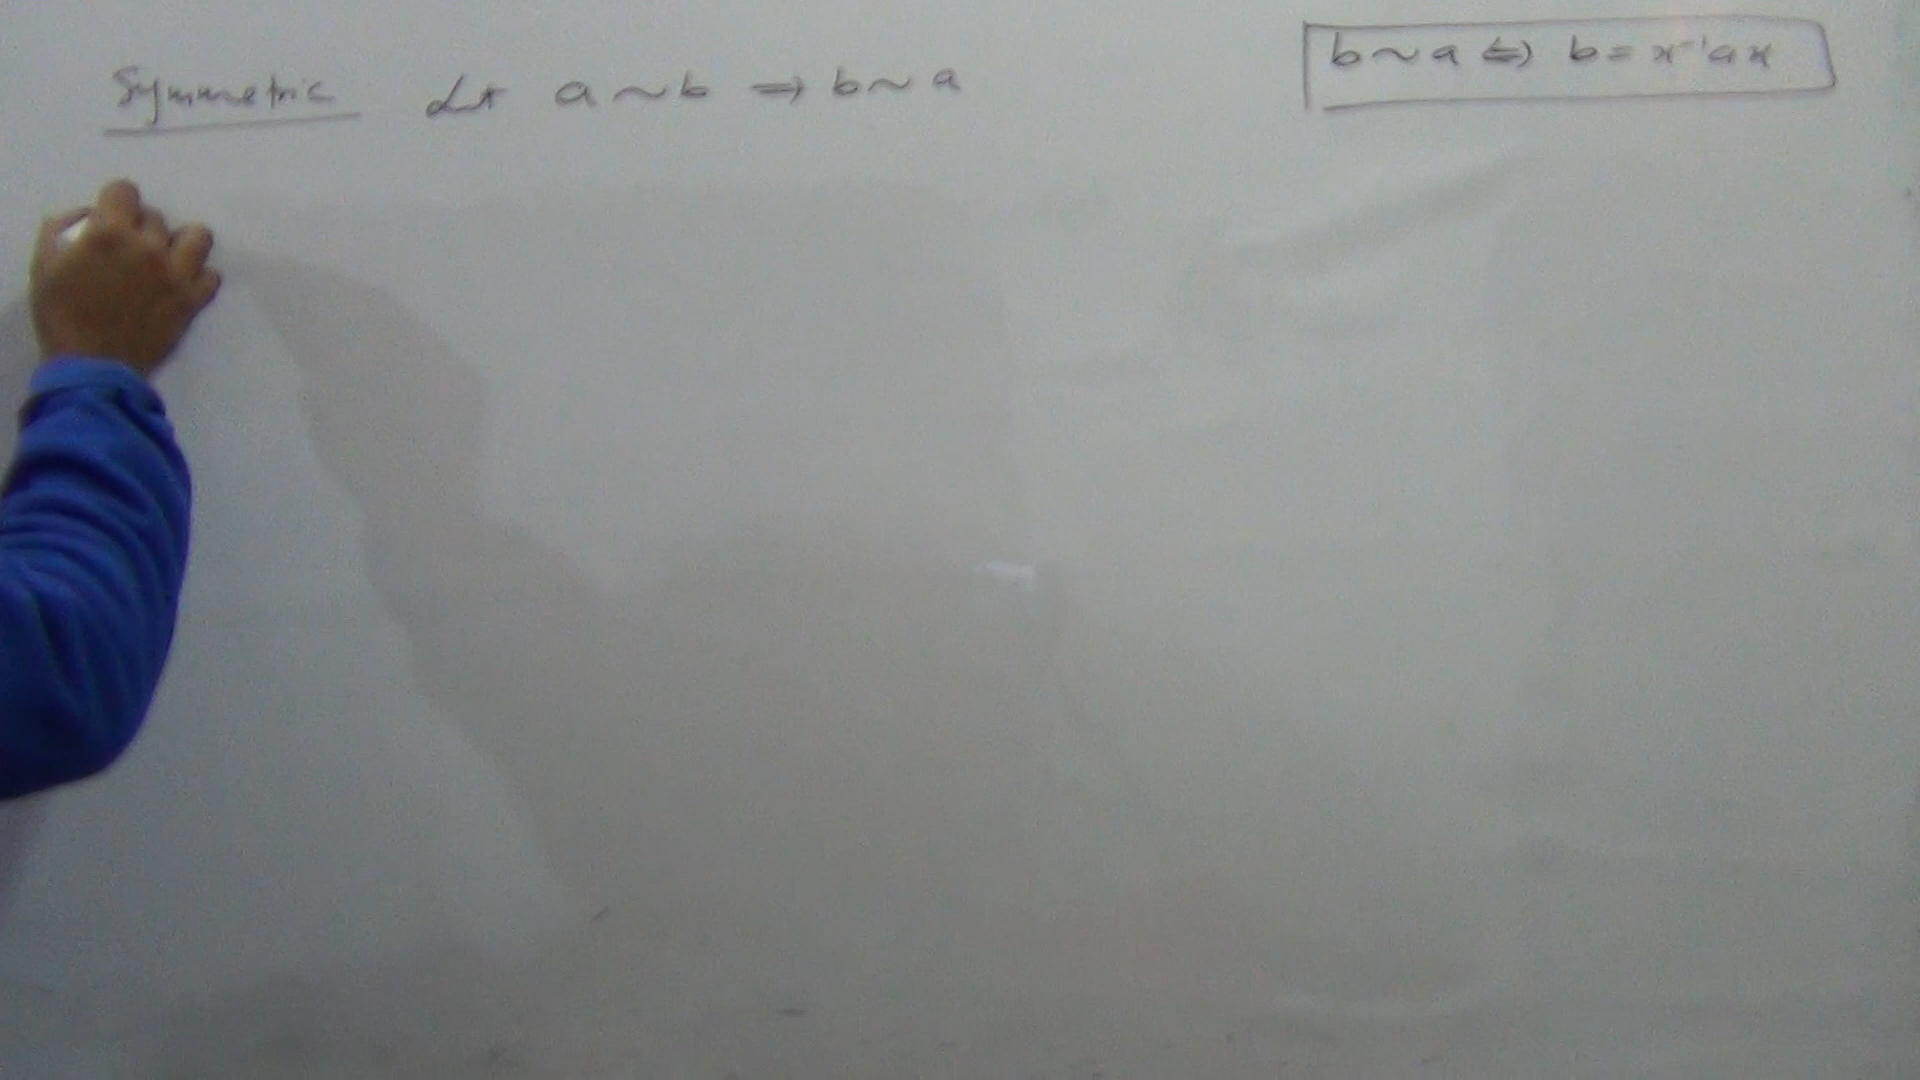 Symmetric Let a ~ b ⇒ b ~ a
b ~ a ⇔ b = x⁻¹ax